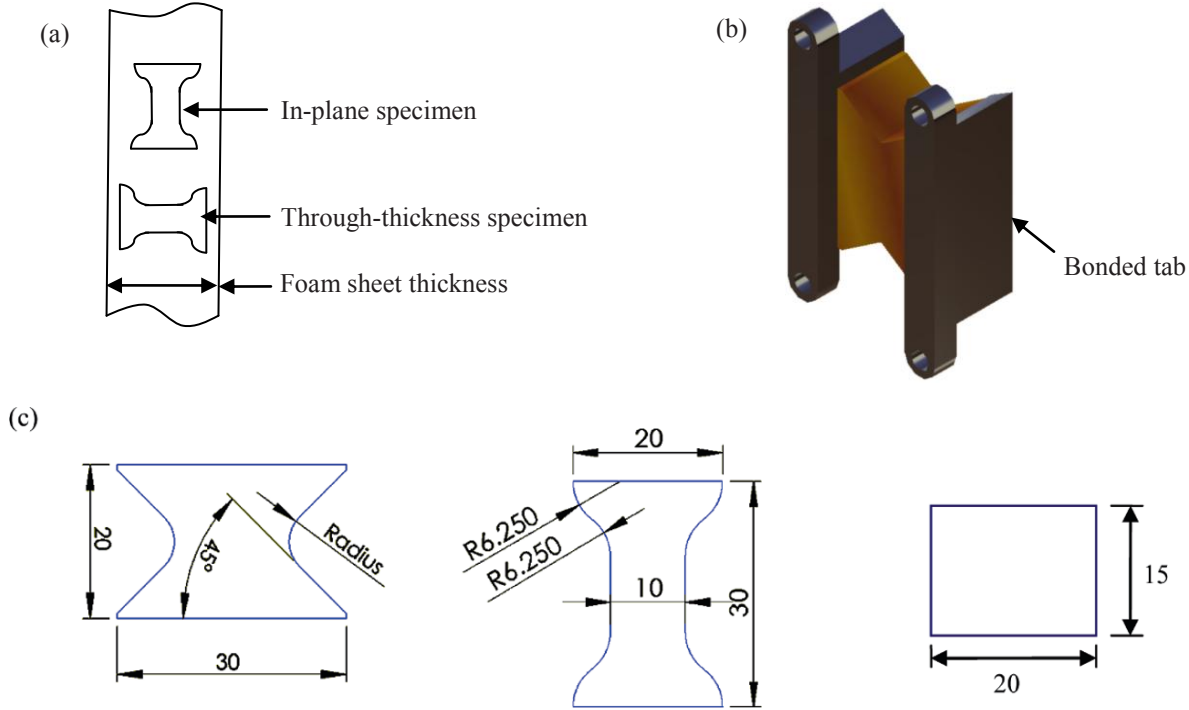 (a)
In-plane specimen
Through-thickness specimen
Foam sheet thickness
(b)
Bonded tab
(c)
20
45°
Radius
30
20
R6.250
R6.250
10
30
15
20